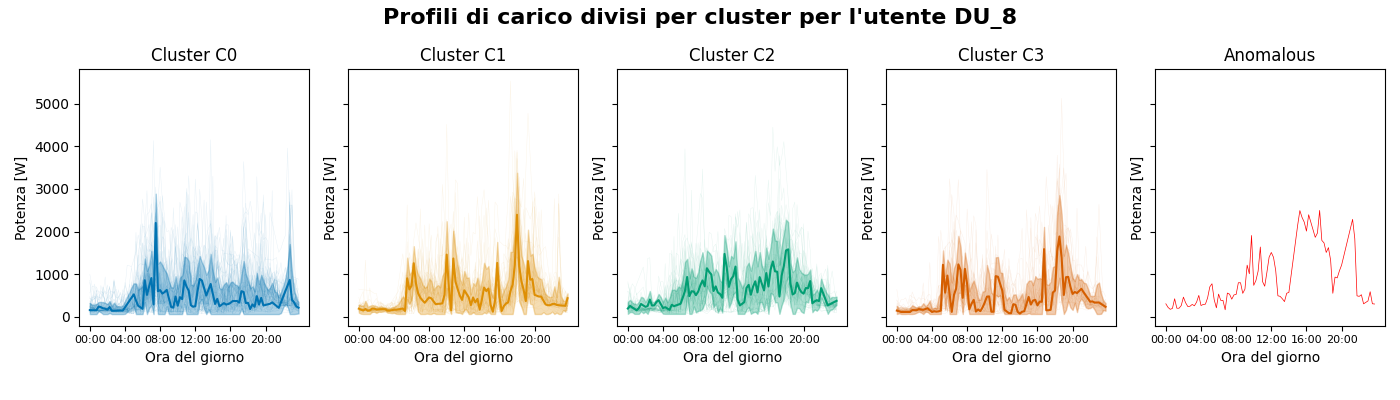 Profili di carico divisi per cluster per l'utente DU_8
Cluster C0
Cluster C1
Cluster C2
Cluster C3
Anomalous
Potenza [W]
5000
4000
3000
2000
1000
0
00:00 04:00 08:00 12:00 16:00 20:00
Ora del giorno
Potenza [W]
00:00 04:00 08:00 12:00 16:00 20:00
Ora del giorno
Potenza [W]
00:00 04:00 08:00 12:00 16:00 20:00
Ora del giorno
Potenza [W]
00:00 04:00 08:00 12:00 16:00 20:00
Ora del giorno
Potenza [W]
00:00 04:00 08:00 12:00 16:00 20:00
Ora del giorno